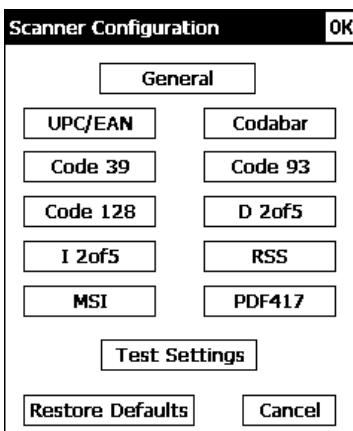 Scanner Configuration OK
General
UPC/EAN Codabar
Code 39 Code 93
Code 128 D 2of5
I 2of5 RSS
MSI PDF417
Test Settings
Restore Defaults Cancel